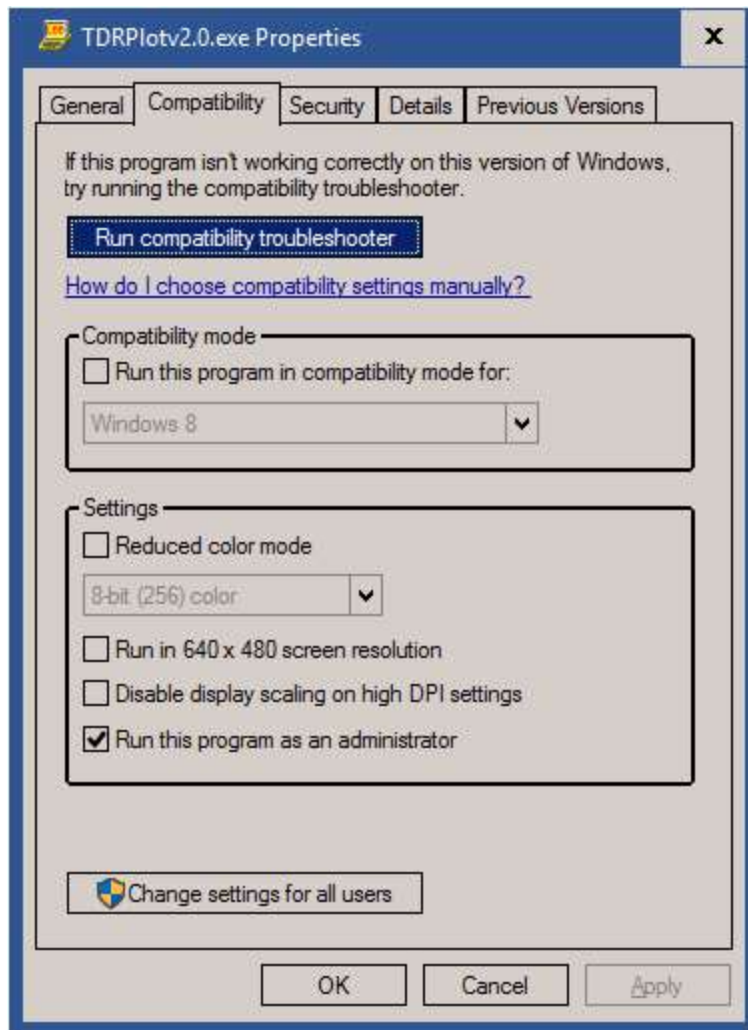 TDRPlotv2.0.exe Properties
x
General Compatibility Security Details Previous Versions
If this program isn't working correctly on this version of Windows,
try running the compatibility troubleshooter.
Run compatibility troubleshooter
How do I choose compatibility settings manually?
Compatibility mode
Run this program in compatibility mode for:
Windows 8
Settings
Reduced color mode
8-bit (256) color
Run in 640 x 480 screen resolution
Disable display scaling on high DPI settings
Run this program as an administrator
Change settings for all users
OK Cancel Apply